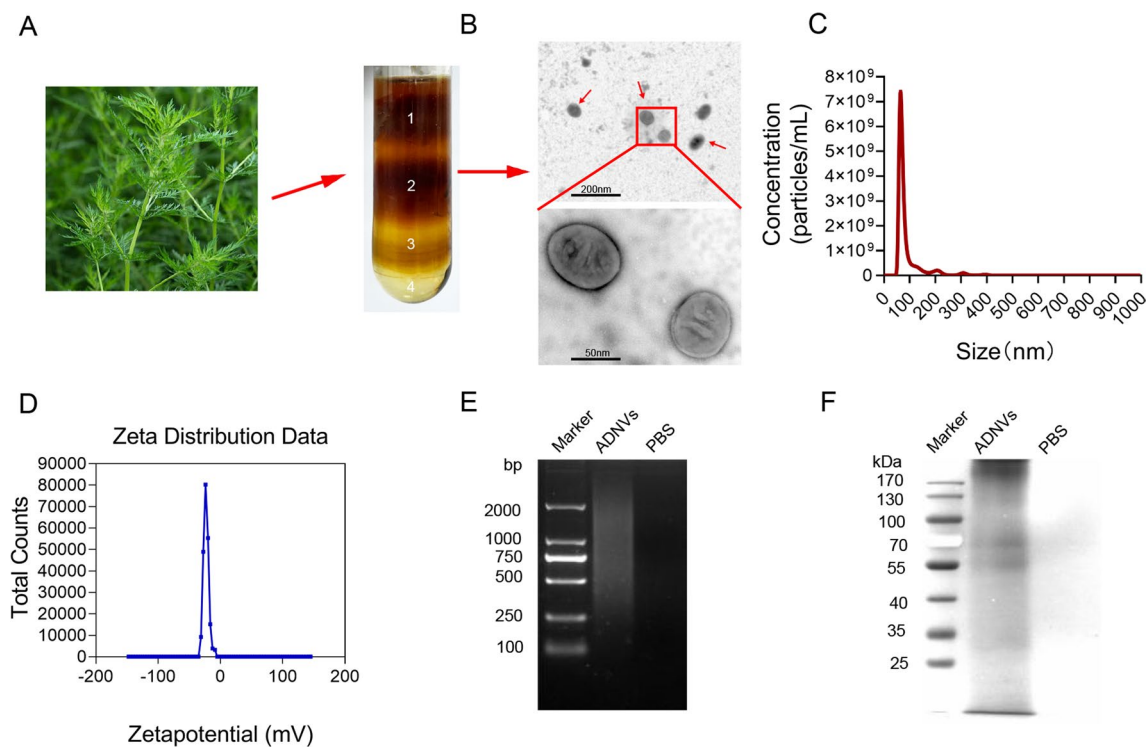 A
1
2
3
4
B
200nm
50nm
C
Concentration
(particles/mL)
8×10⁹
7×10⁹
6×10⁹
5×10⁹
4×10⁹
3×10⁹
2×10⁹
1×10⁹
0
0
100
200
300
400
500
600
700
800
900
1000
Size（nm）
D
Zeta Distribution Data
Total Counts
90000
80000
70000
60000
50000
40000
30000
20000
10000
0
-200
-100
0
100
200
Zetapotential (mV)
E
Marker
ADNVs
PBS
bp
2000
1000
750
500
250
100
F
Marker
ADNVs
PBS
kDa
170
130
100
70
55
40
35
25